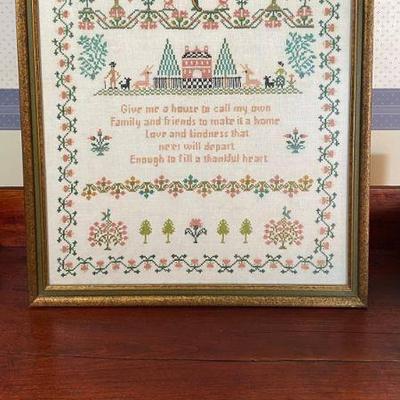 Give me a house to call my own
Family and friends to make it a home
Love and kindness that
neer will depart
Enough to fill a thankful heart